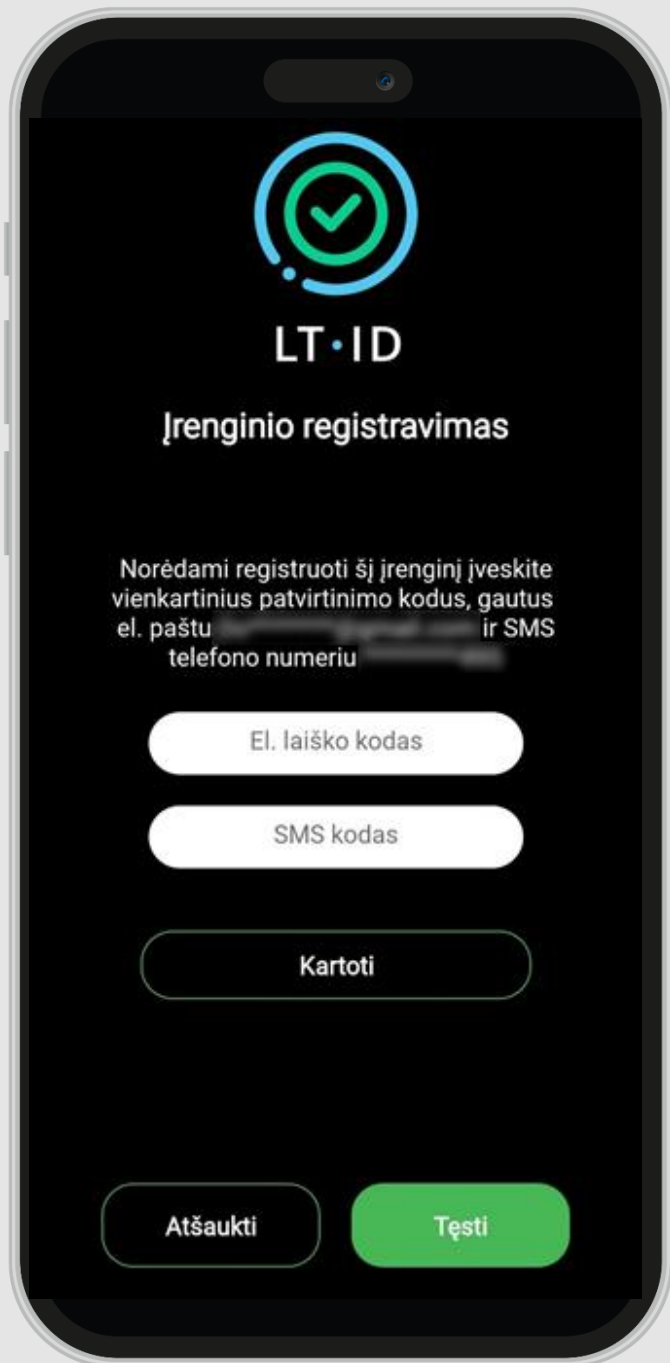 LT·ID
Įrenginio registravimas
Norėdami registruoti šį įrenginį įveskite
vienkartinius patvirtinimo kodus, gautus
el. paštu ir SMS
telefono numeriu
El. laiško kodas
SMS kodas
Kartoti
Atšaukti
Tęsti